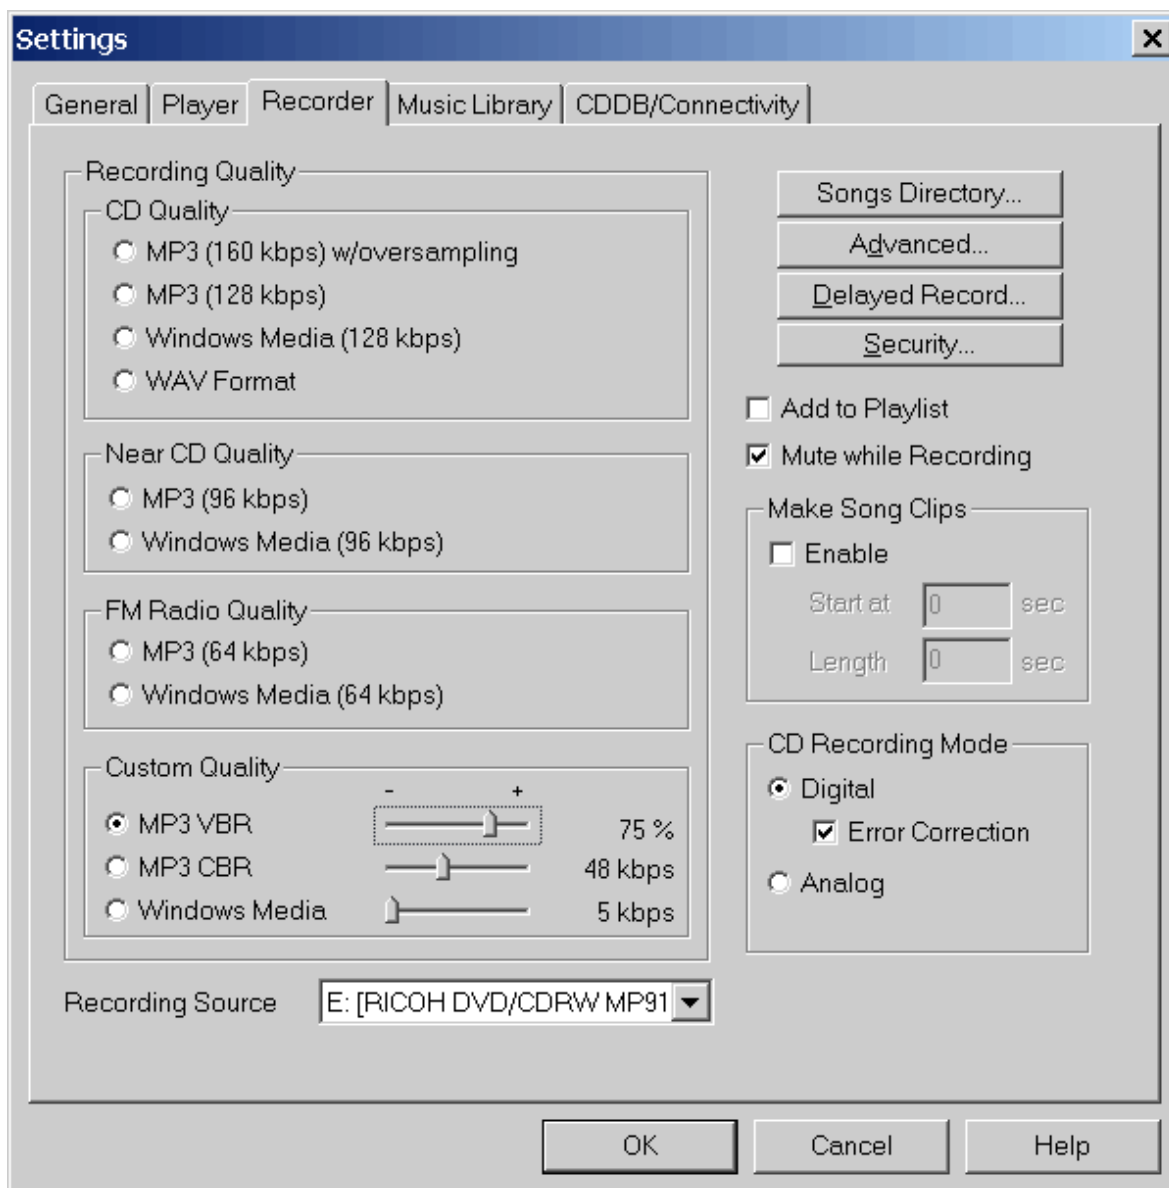 Settings
General
Player
Recorder
Music Library
CDDB/Connectivity
Recording Quality
CD Quality
MP3 (160 kbps) w/oversampling
MP3 (128 kbps)
Windows Media (128 kbps)
WAV Format
Near CD Quality
MP3 (96 kbps)
Windows Media (96 kbps)
FM Radio Quality
MP3 (64 kbps)
Windows Media (64 kbps)
Custom Quality
- +
MP3 VBR 75 %
MP3 CBR 48 kbps
Windows Media 5 kbps
Recording Source E: [RICOH DVD/CDRW MP91
Songs Directory...
Advanced...
Delayed Record...
Security...
Add to Playlist
Mute while Recording
Make Song Clips
Enable
Start at 0 sec
Length 0 sec
CD Recording Mode
Digital
Error Correction
Analog
OK
Cancel
Help